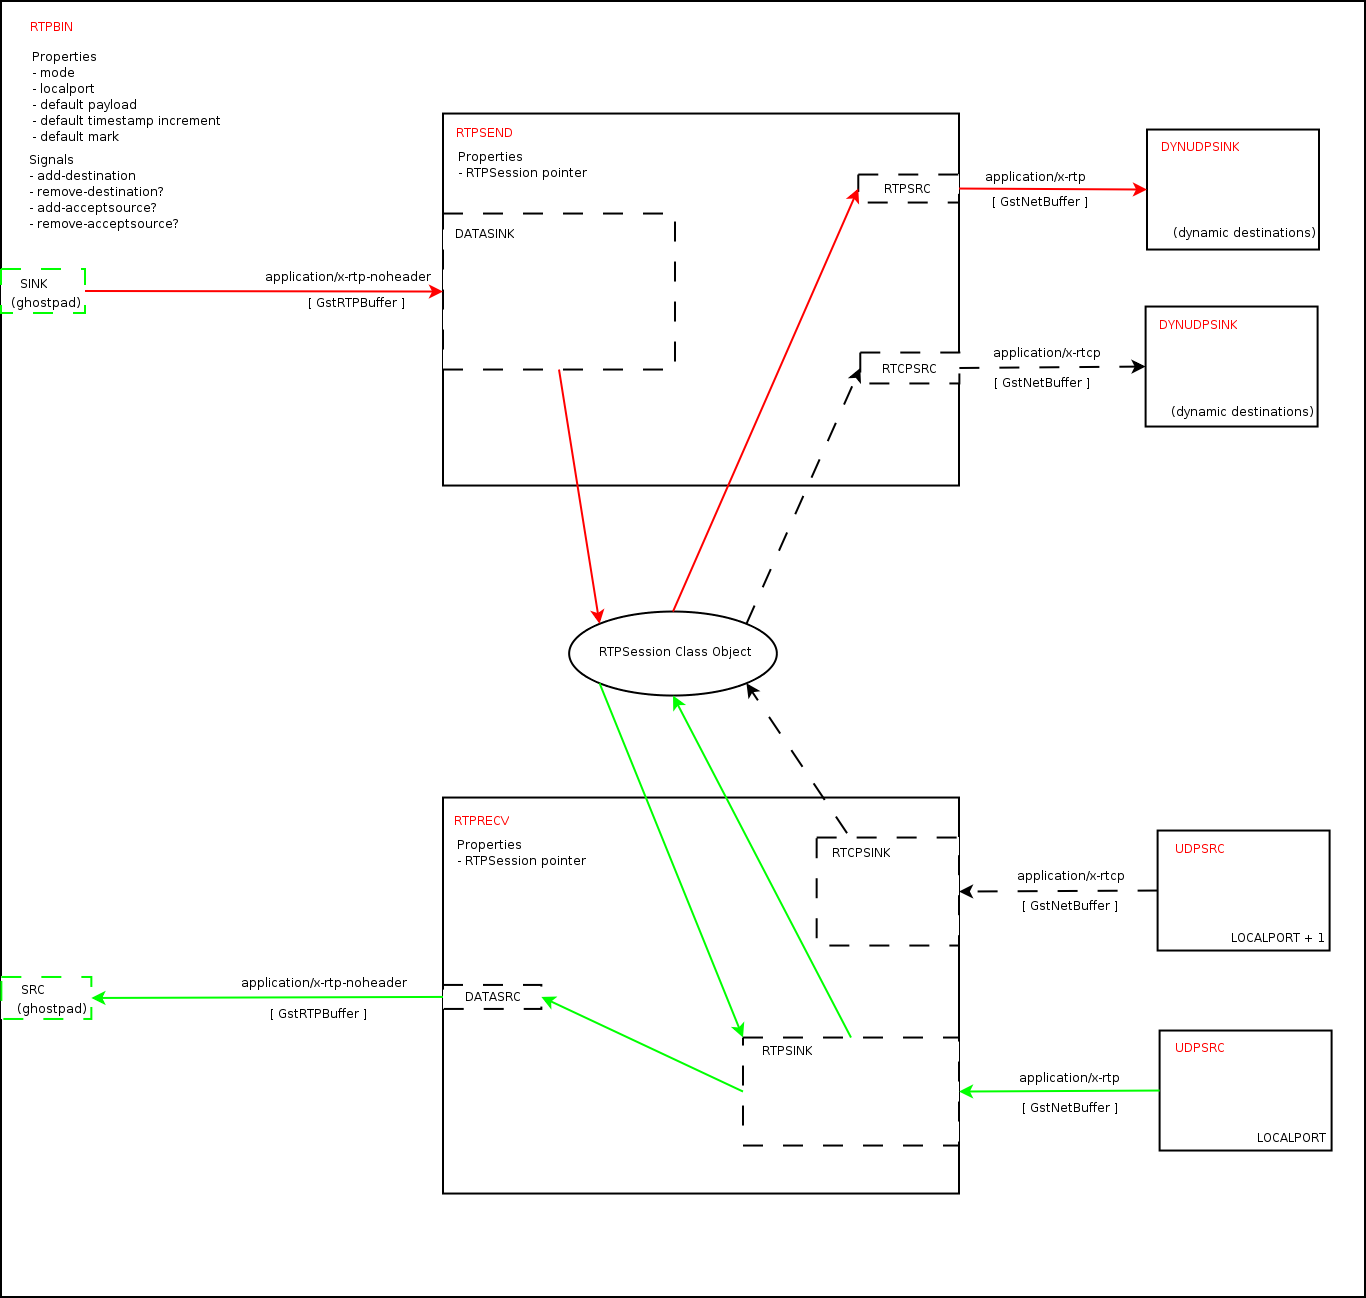 RTPBIN
Properties
- mode
- localport
- default payload
- default timestamp increment
- default mark
Signals
- add-destination
- remove-destination?
- add-acceptsource?
- remove-acceptsource?
SINK
(ghostpad)
application/x-rtp-noheader
[ GstRTPBuffer ]
RTPSEND
Properties
- RTPSession pointer
DATASINK
RTPSRC
application/x-rtp
[ GstNetBuffer ]
DYNUDPSINK
(dynamic destinations)
RTCPSRC
application/x-rtcp
[ GstNetBuffer ]
DYNUDPSINK
(dynamic destinations)
RTPSession Class Object
RTPRECV
Properties
- RTPSession pointer
RTCPSINK
application/x-rtcp
[ GstNetBuffer ]
UDPSRC
LOCALPORT + 1
SRC
(ghostpad)
application/x-rtp-noheader
[ GstRTPBuffer ]
DATASRC
RTPSINK
application/x-rtp
[ GstNetBuffer ]
UDPSRC
LOCALPORT